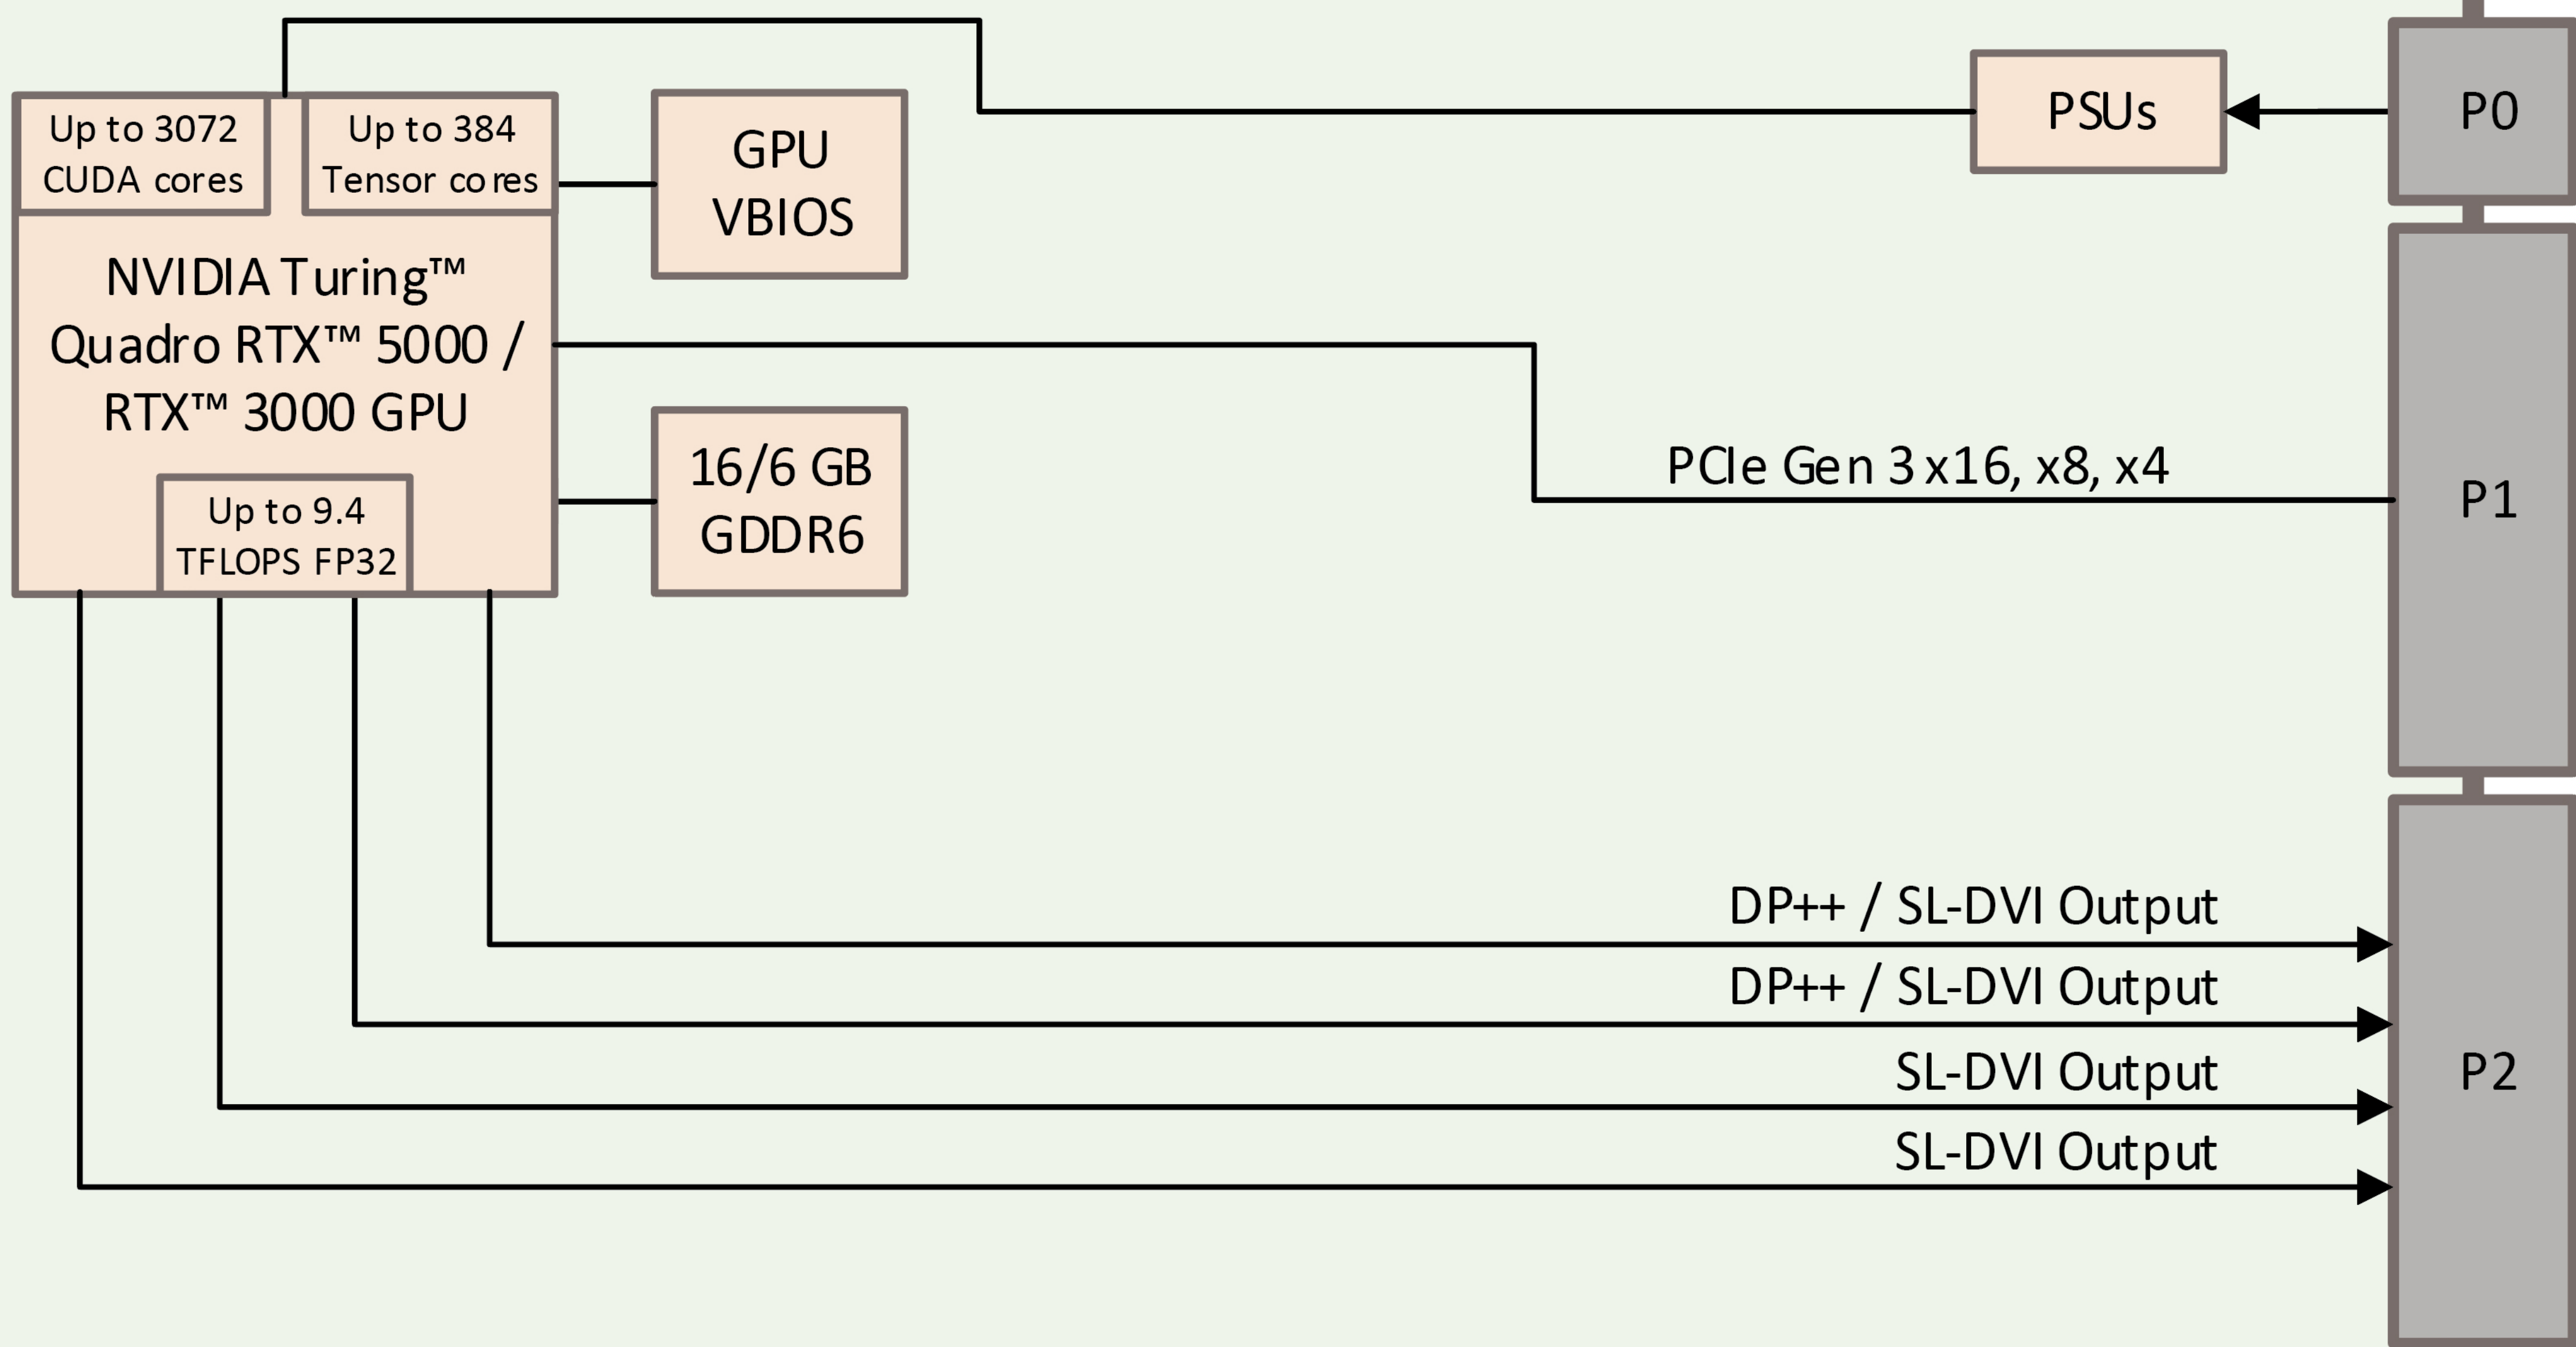 Up to 3072
CUDA cores
Up to 384
Tensor cores
NVIDIA Turing™
Quadro RTX™ 5000 /
RTX™ 3000 GPU
Up to 9.4
TFLOPS FP32
GPU
VBIOS
16/6 GB
GDDR6
PSUs
P0
PCIe Gen 3 x16, x8, x4
P1
DP++ / SL-DVI Output
DP++ / SL-DVI Output
SL-DVI Output
SL-DVI Output
P2